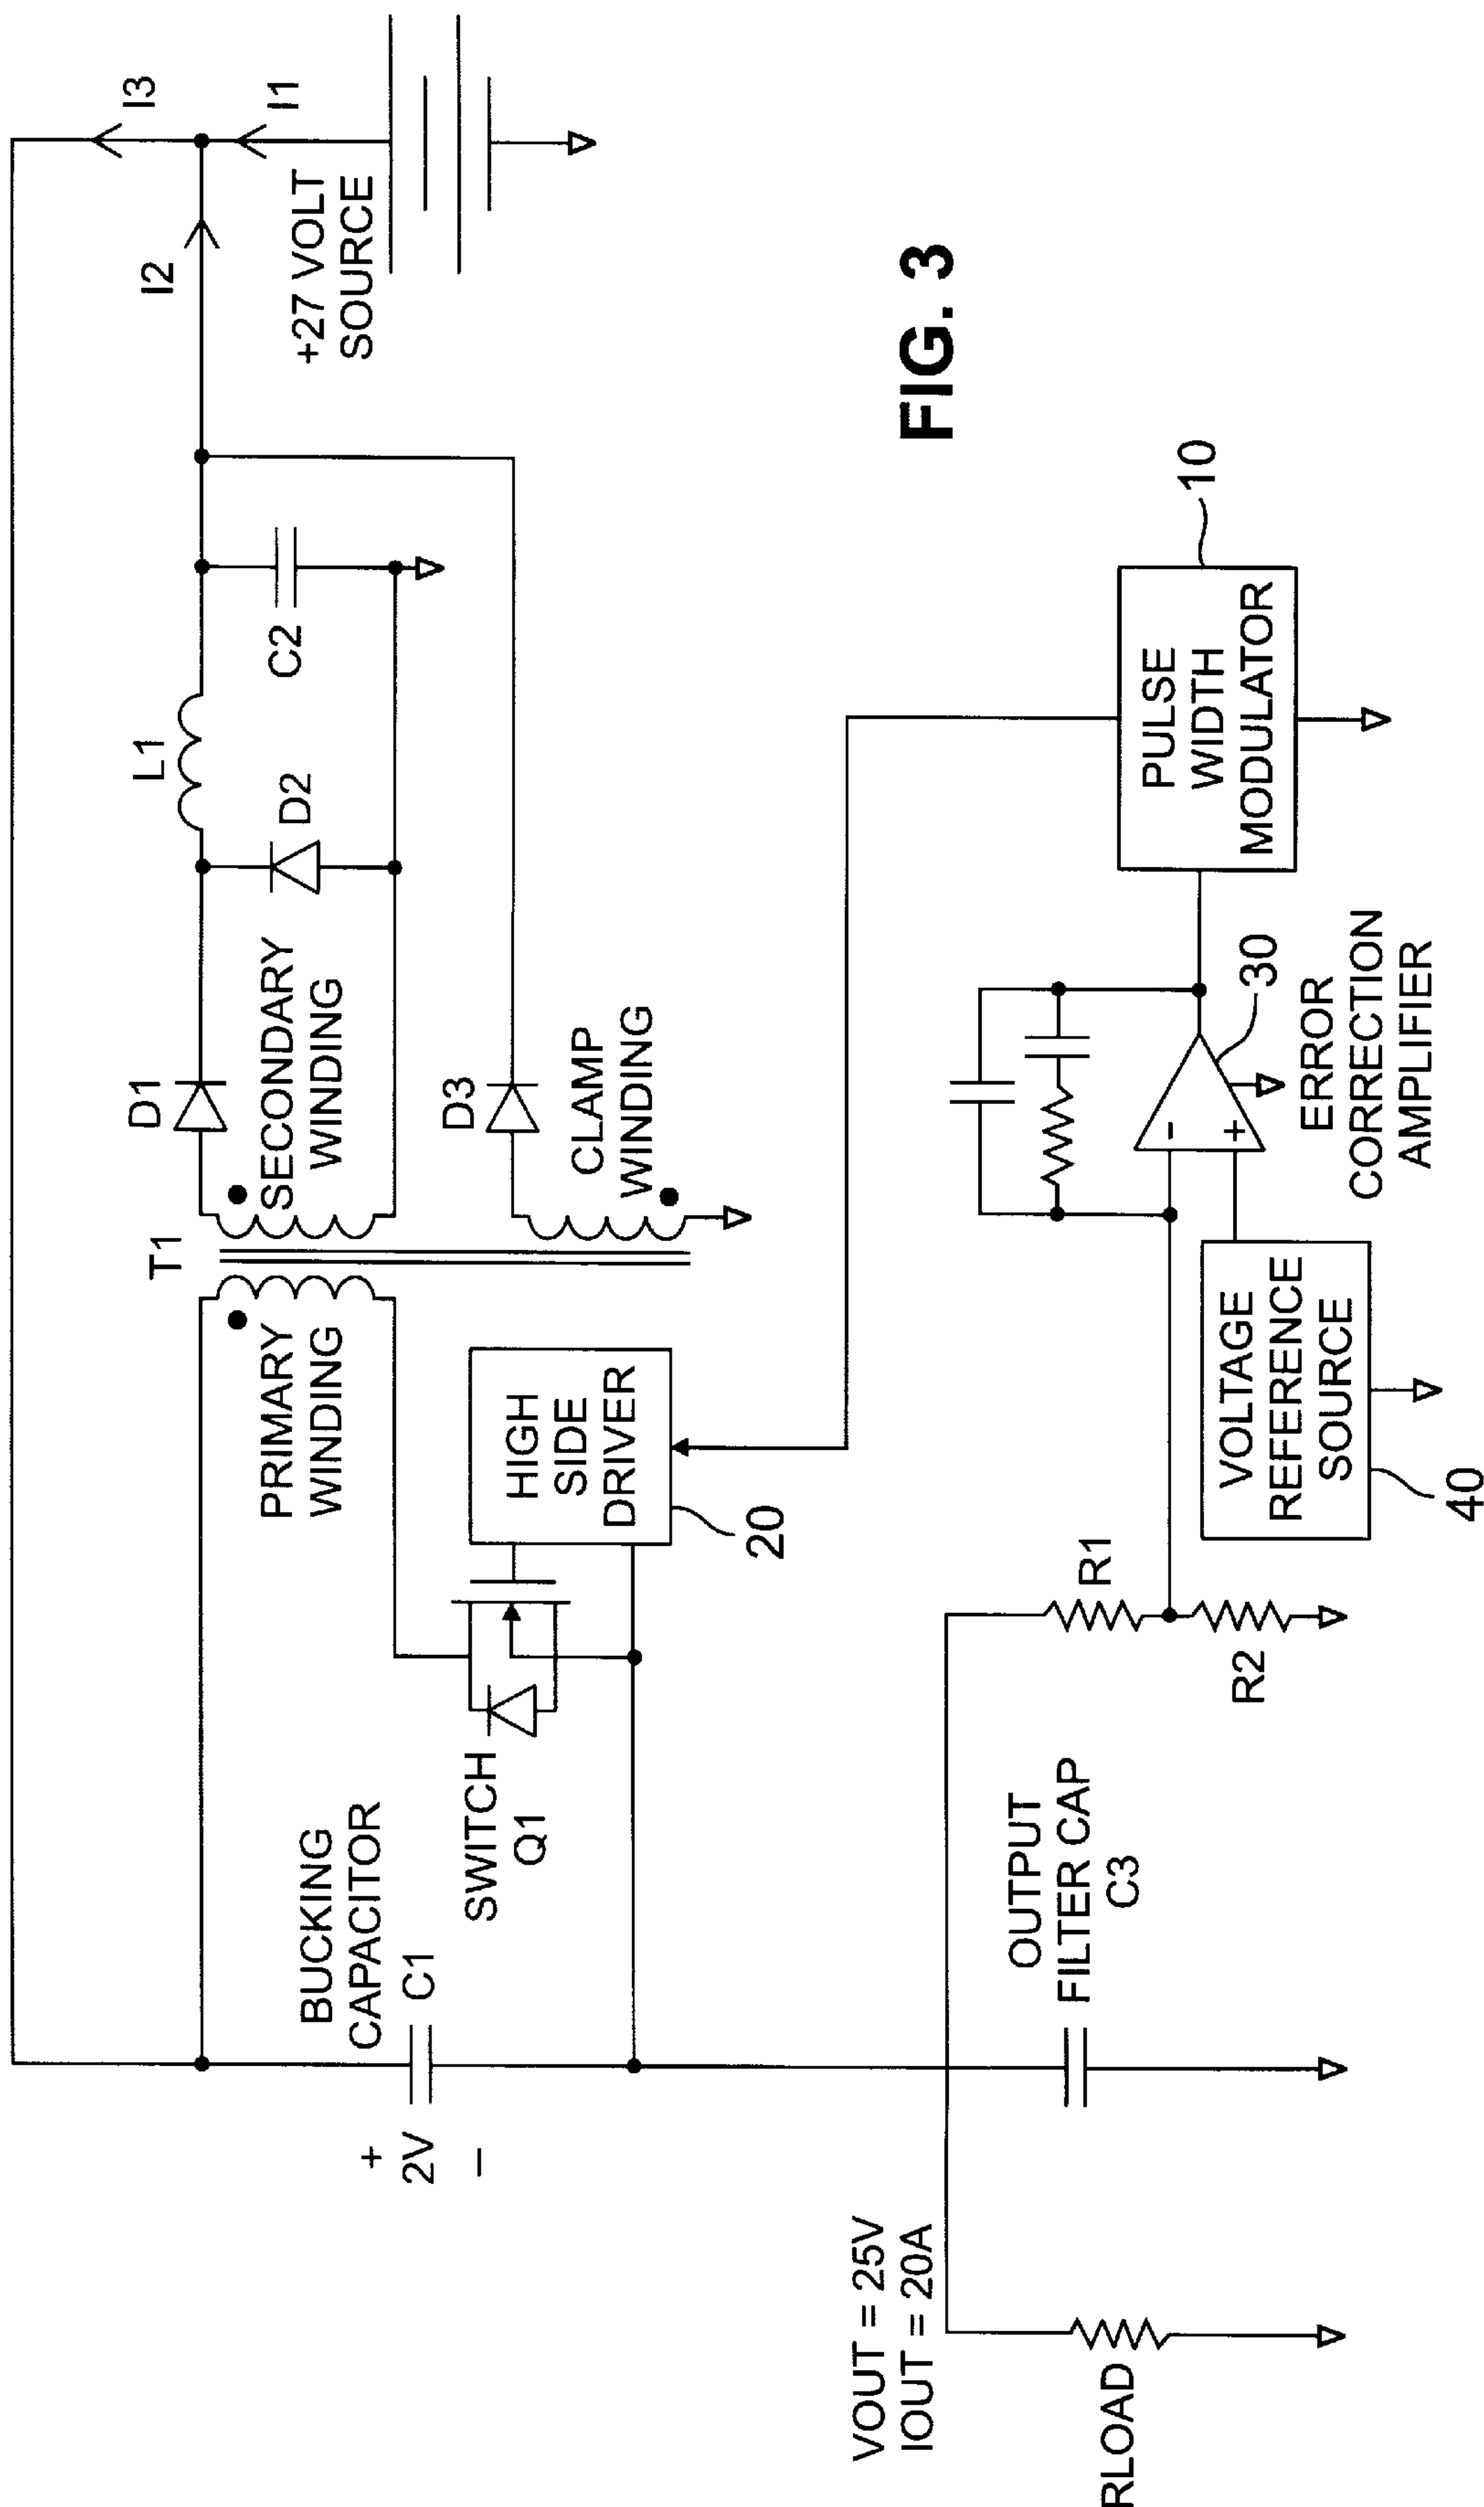 I3
I1
+27 VOLT
SOURCE
I2
L1
C2
D2
D1
SECONDARY
WINDING
D3
CLAMP
WINDING
T1
PRIMARY
WINDING
HIGH
SIDE
DRIVER
20
BUCKING
CAPACITOR
C1
+
2V
–
SWITCH
Q1
FIG. 3
10
PULSE
WIDTH
MODULATOR
30
-
+
ERROR
CORRECTION
AMPLIFIER
VOLTAGE
REFERENCE
SOURCE
40
R1
R2
OUTPUT
FILTER CAP
C3
VOUT = 25V
IOUT = 20A
RLOAD